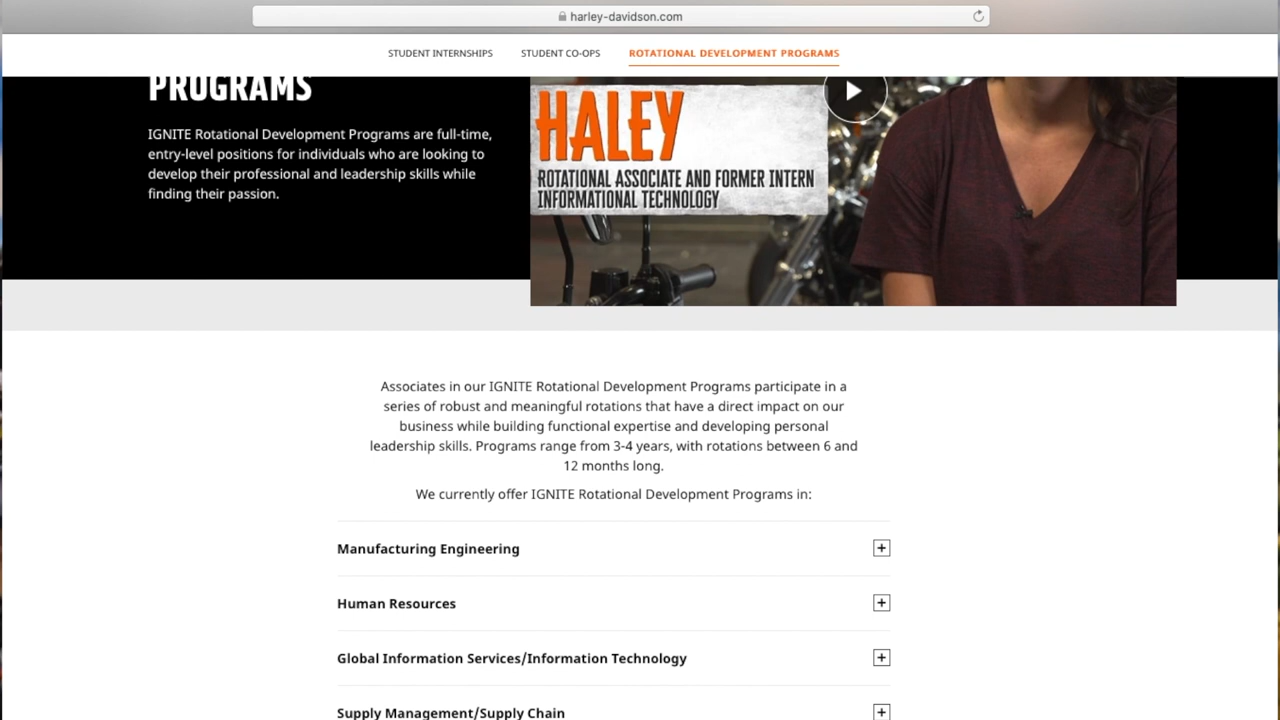 harley-davidson.com
STUDENT INTERNSHIPS STUDENT CO-OPS ROTATIONAL DEVELOPMENT PROGRAMS
PROGRAMS
IGNITE Rotational Development Programs are full-time,
entry-level positions for individuals who are looking to
develop their professional and leadership skills while
finding their passion.
HALEY
ROTATIONAL ASSOCIATE AND FORMER INTERN
INFORMATIONAL TECHNOLOGY
Associates in our IGNITE Rotational Development Programs participate in a
series of robust and meaningful rotations that have a direct impact on our
business while building functional expertise and developing personal
leadership skills. Programs range from 3-4 years, with rotations between 6 and
12 months long.
We currently offer IGNITE Rotational Development Programs in:
Manufacturing Engineering
Human Resources
Global Information Services/Information Technology
Supply Management/Supply Chain